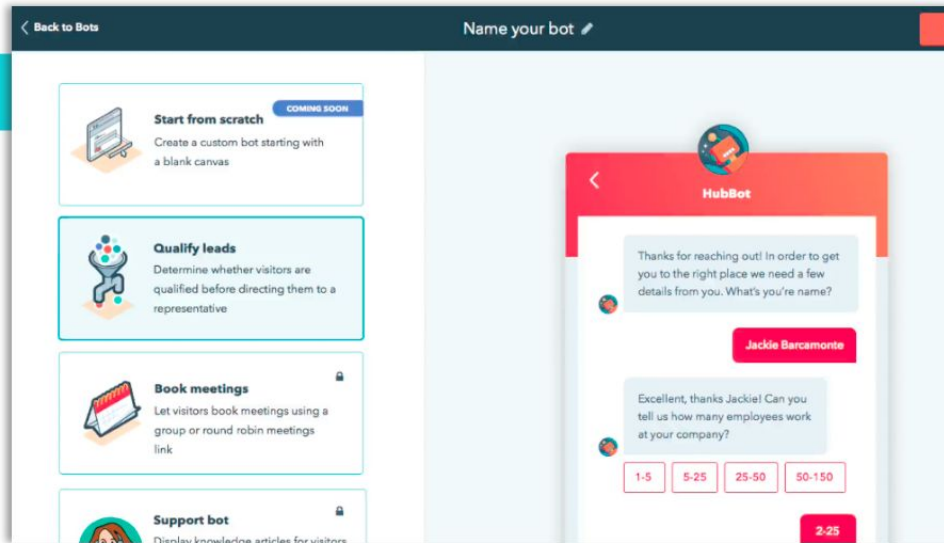 Back to Bots
Name your bot
COMING SOON
Start from scratch
Create a custom bot starting with
a blank canvas
Qualify leads
Determine whether visitors are
qualified before directing them to a
representative
Book meetings
Let visitors book meetings using a
group or round robin meetings
link
Support bot
Display knowledge articles for visitors
HubBot
Thanks for reaching out! In order to get
you to the right place we need a few
details from you. What's you're name?
Jackie Barcamonte
Excellent, thanks Jackie! Can you
tell us how many employees work
at your company?
1-5 5-25 25-50 50-150
2-25